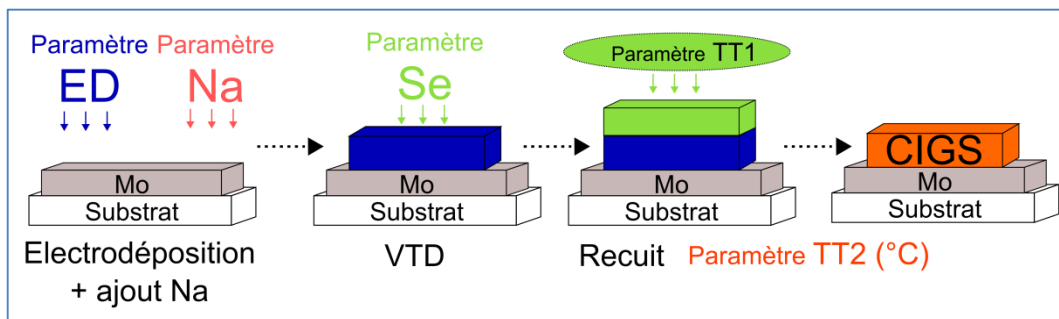 Paramètre Paramètre
ED Na
Mo
Substrat
Electrodéposition
+ ajout Na
Paramètre
Se
Mo
Substrat
VTD
Paramètre TT1
Mo
Substrat
Recuit Paramètre TT2 (°C)
CIGS
Mo
Substrat